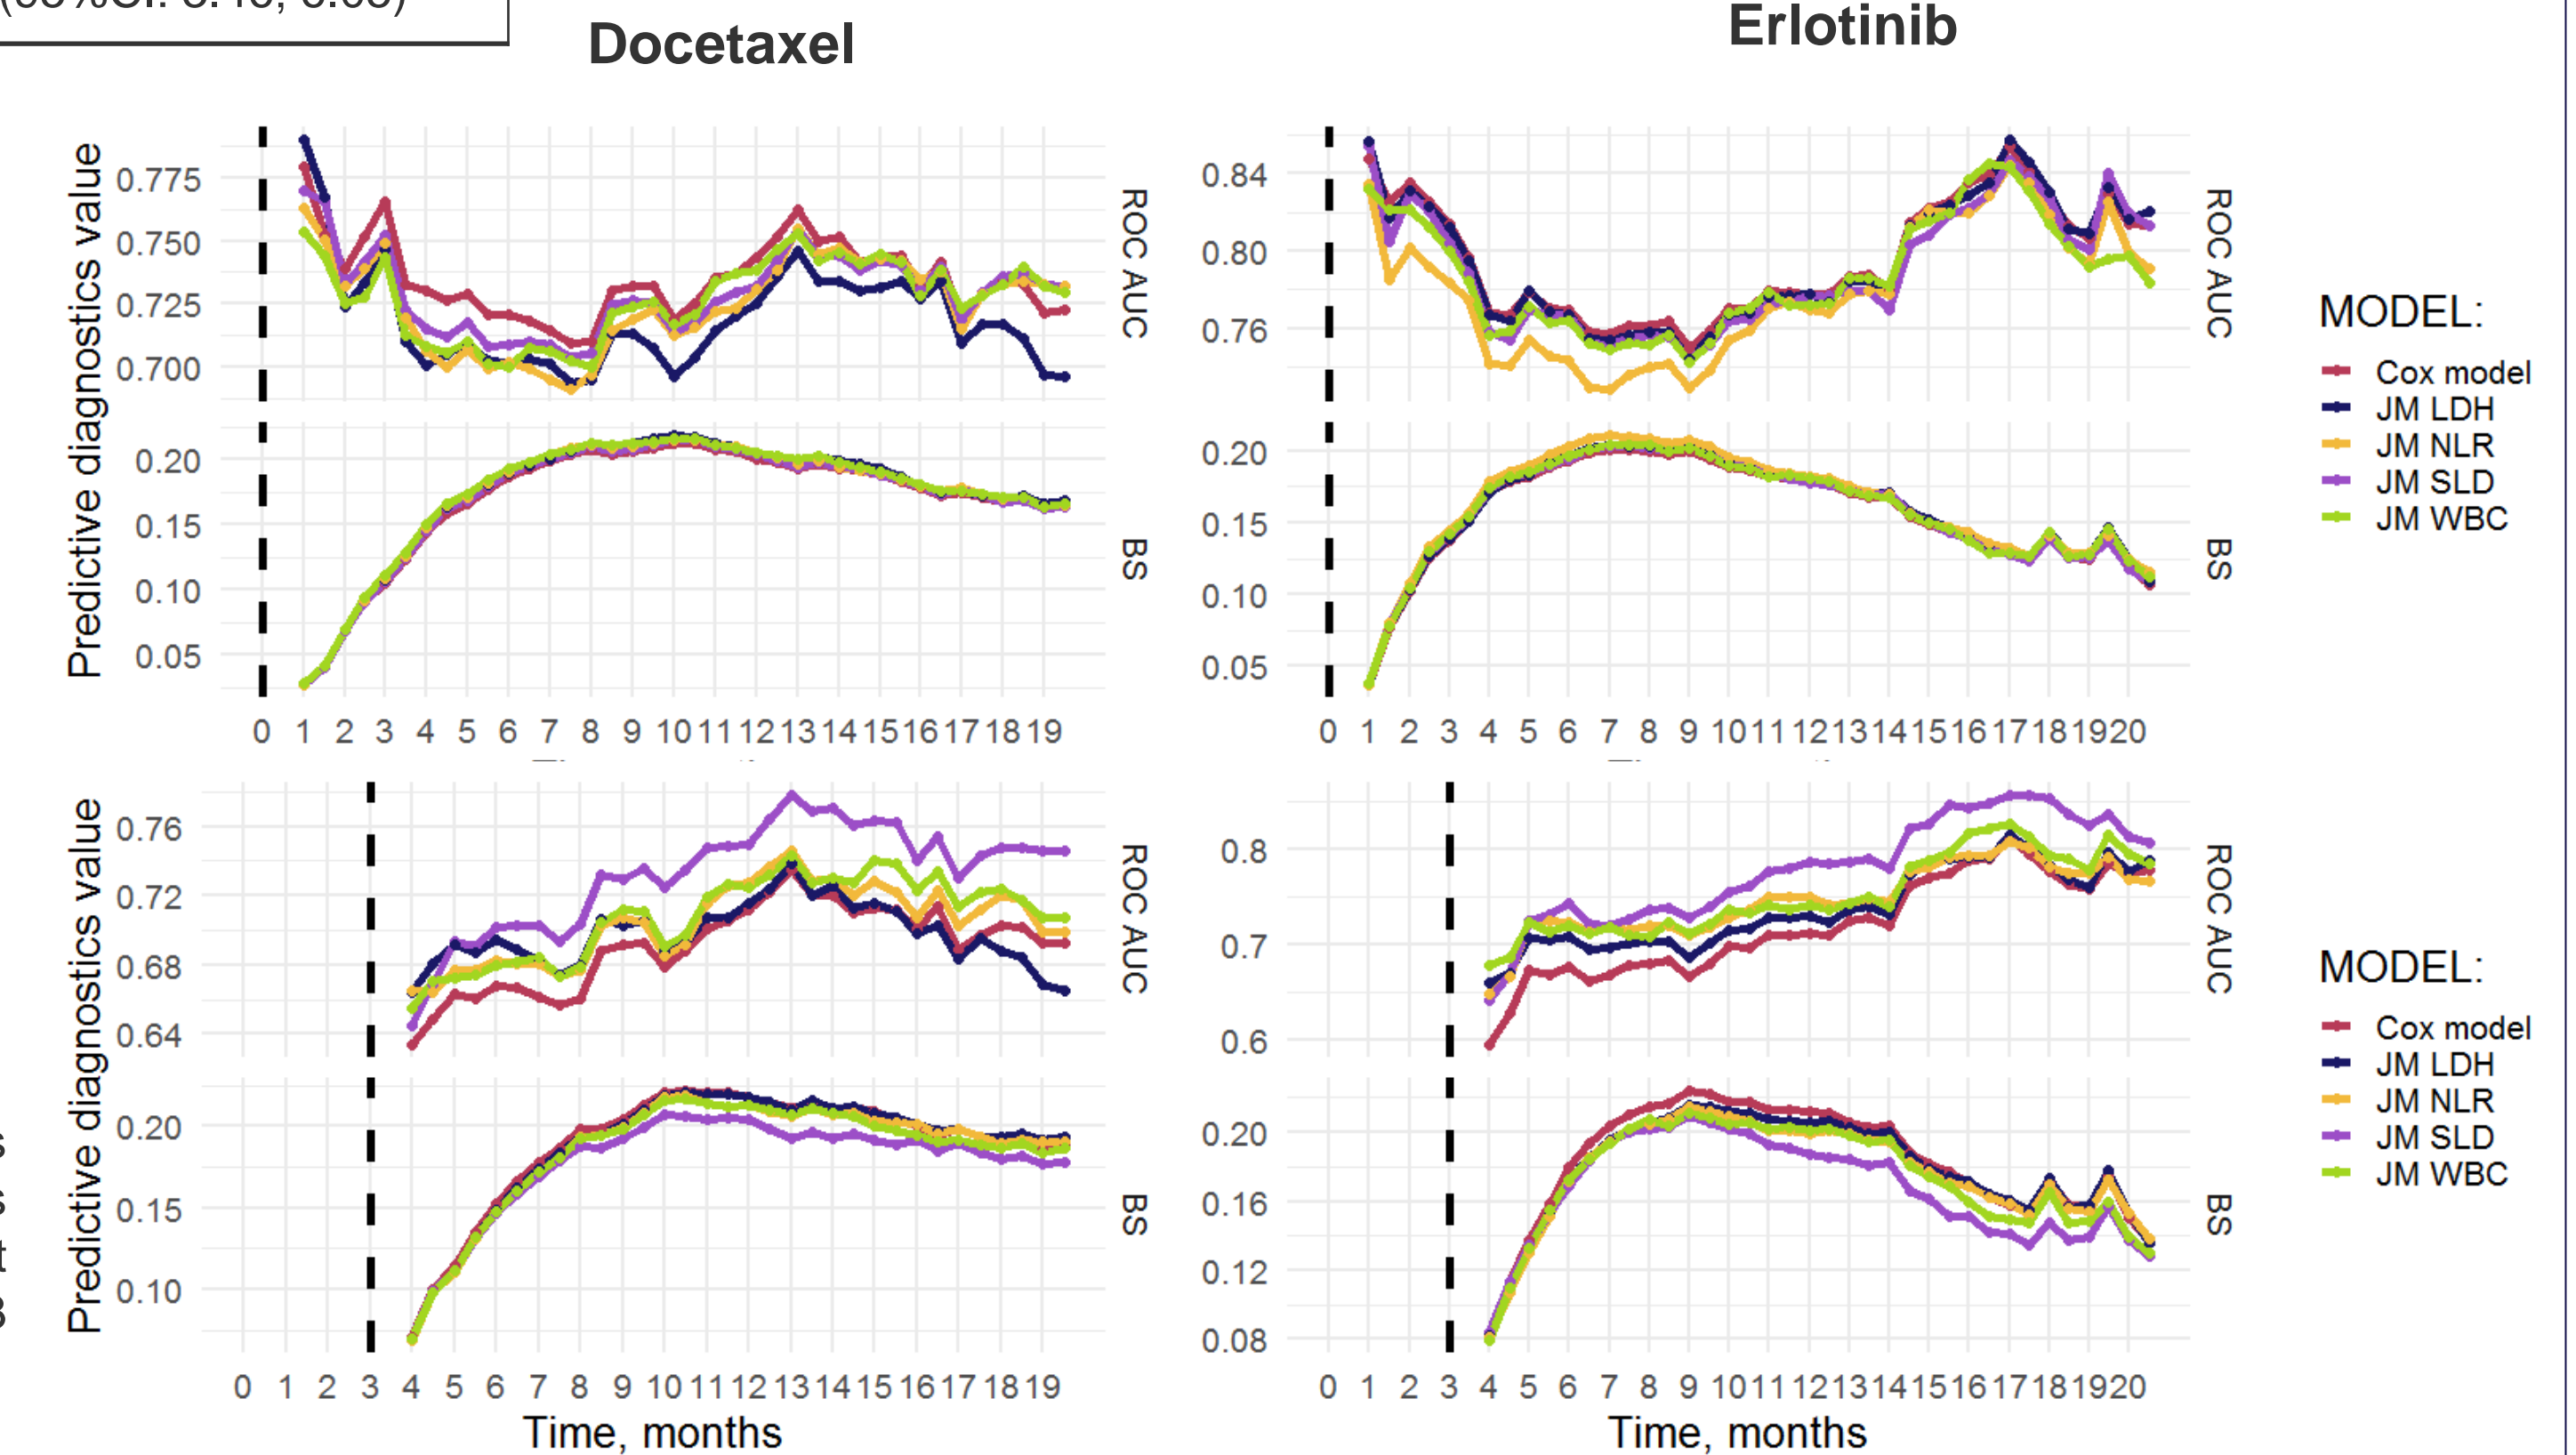 Docetaxel
Erlotinib
Predictive diagnostics value
0.775
0.750
0.725
0.700
ROC AUC
0.20
0.15
0.10
0.05
BS
0 1 2 3 4 5 6 7 8 9 10 11 12 13 14 15 16 17 18 19
0.84
0.80
0.76
ROC AUC
0.20
0.15
0.10
0.05
BS
0 1 2 3 4 5 6 7 8 9 10 11 12 13 14 15 16 17 18 19 20
MODEL:
Cox model
JM LDH
JM NLR
JM SLD
JM WBC
Predictive diagnostics value
0.76
0.72
0.68
0.64
ROC AUC
0.20
0.15
0.10
BS
0 1 2 3 4 5 6 7 8 9 10 11 12 13 14 15 16 17 18 19
Time, months
0.8
0.7
0.6
ROC AUC
0.20
0.16
0.12
0.08
BS
0 1 2 3 4 5 6 7 8 9 10 11 12 13 14 15 16 17 18 19 20
Time, months
MODEL:
Cox model
JM LDH
JM NLR
JM SLD
JM WBC